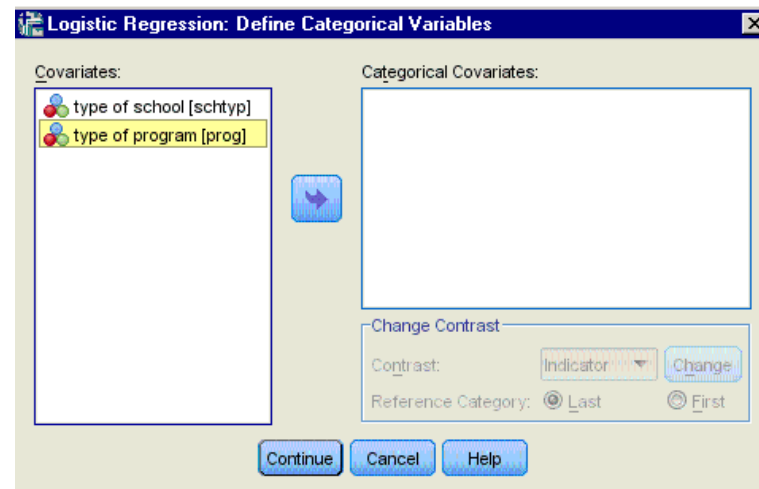 Logistic Regression: Define Categorical Variables
Covariates:
type of school [schtyp]
type of program [prog]
Categorical Covariates:
Change Contrast
Contrast:
Indicator
Change
Reference Category:
Last
First
Continue
Cancel
Help